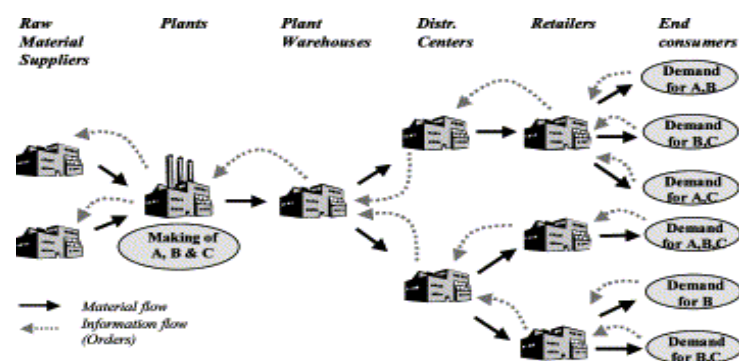 Raw
Material
Suppliers
Plants
Plant
Warehouses
Distr.
Centers
Retailers
End
consumers
Demand
for A,B
Demand
for B,C
Demand
for A,C
Demand
for A,B,C
Demand
for B
Demand
for B,C
Making of
A, B & C
Material flow
Information flow
(Orders)